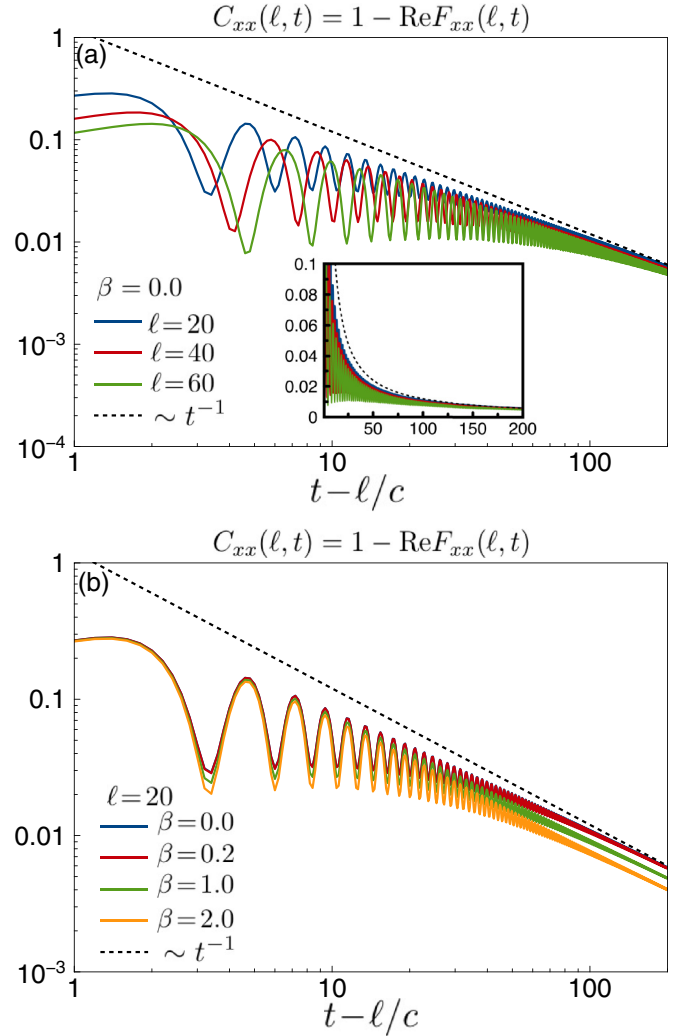 C_{xx}(ℓ, t) = 1 − ReF_{xx}(ℓ, t)
1
(a)
0.1
0.01
10^{-3}
10^{-4}
β = 0.0
ℓ=20
ℓ=40
ℓ=60
∼ t^{-1}
0.1
0.08
0.06
0.04
0.02
0
50 100 150 200
1 10 100
t−ℓ/c
C_{xx}(ℓ, t) = 1 − ReF_{xx}(ℓ, t)
1
(b)
0.1
0.01
10^{-3}
ℓ=20
β=0.0
β=0.2
β=1.0
β=2.0
∼ t^{-1}
1 10 100
t−ℓ/c